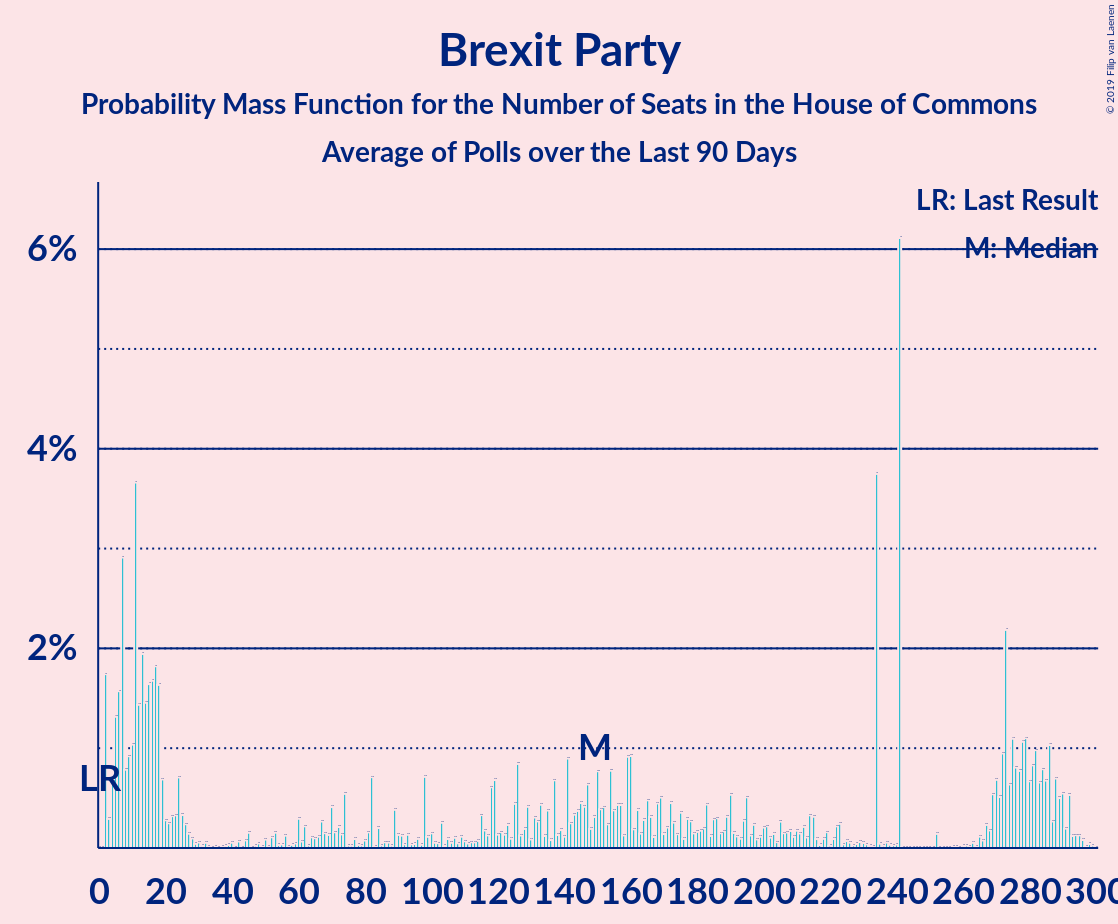 Brexit Party
Probability Mass Function for the Number of Seats in the House of Commons
Average of Polls over the Last 90 Days
© 2019 Filip van Laenen
LR: Last Result
M: Median
6%
4%
2%
M
LR
0 20 40 60 80 100 120 140 160 180 200 220 240 260 280 300